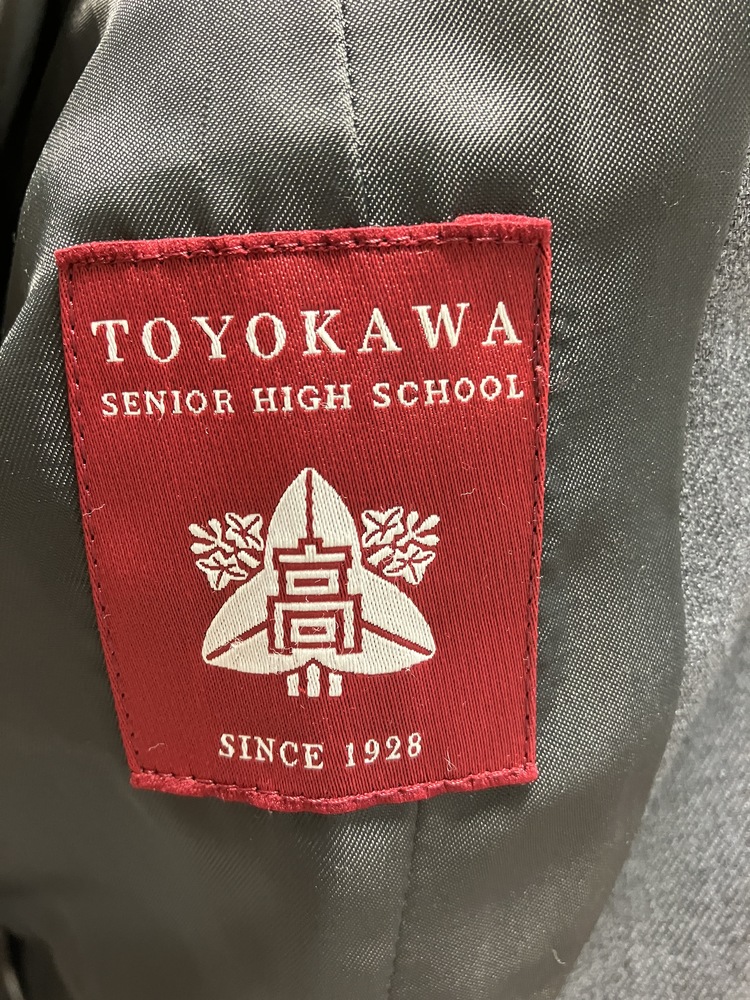 TOYOKAWA
SENIOR HIGH SCHOOL
高
SINCE 1928